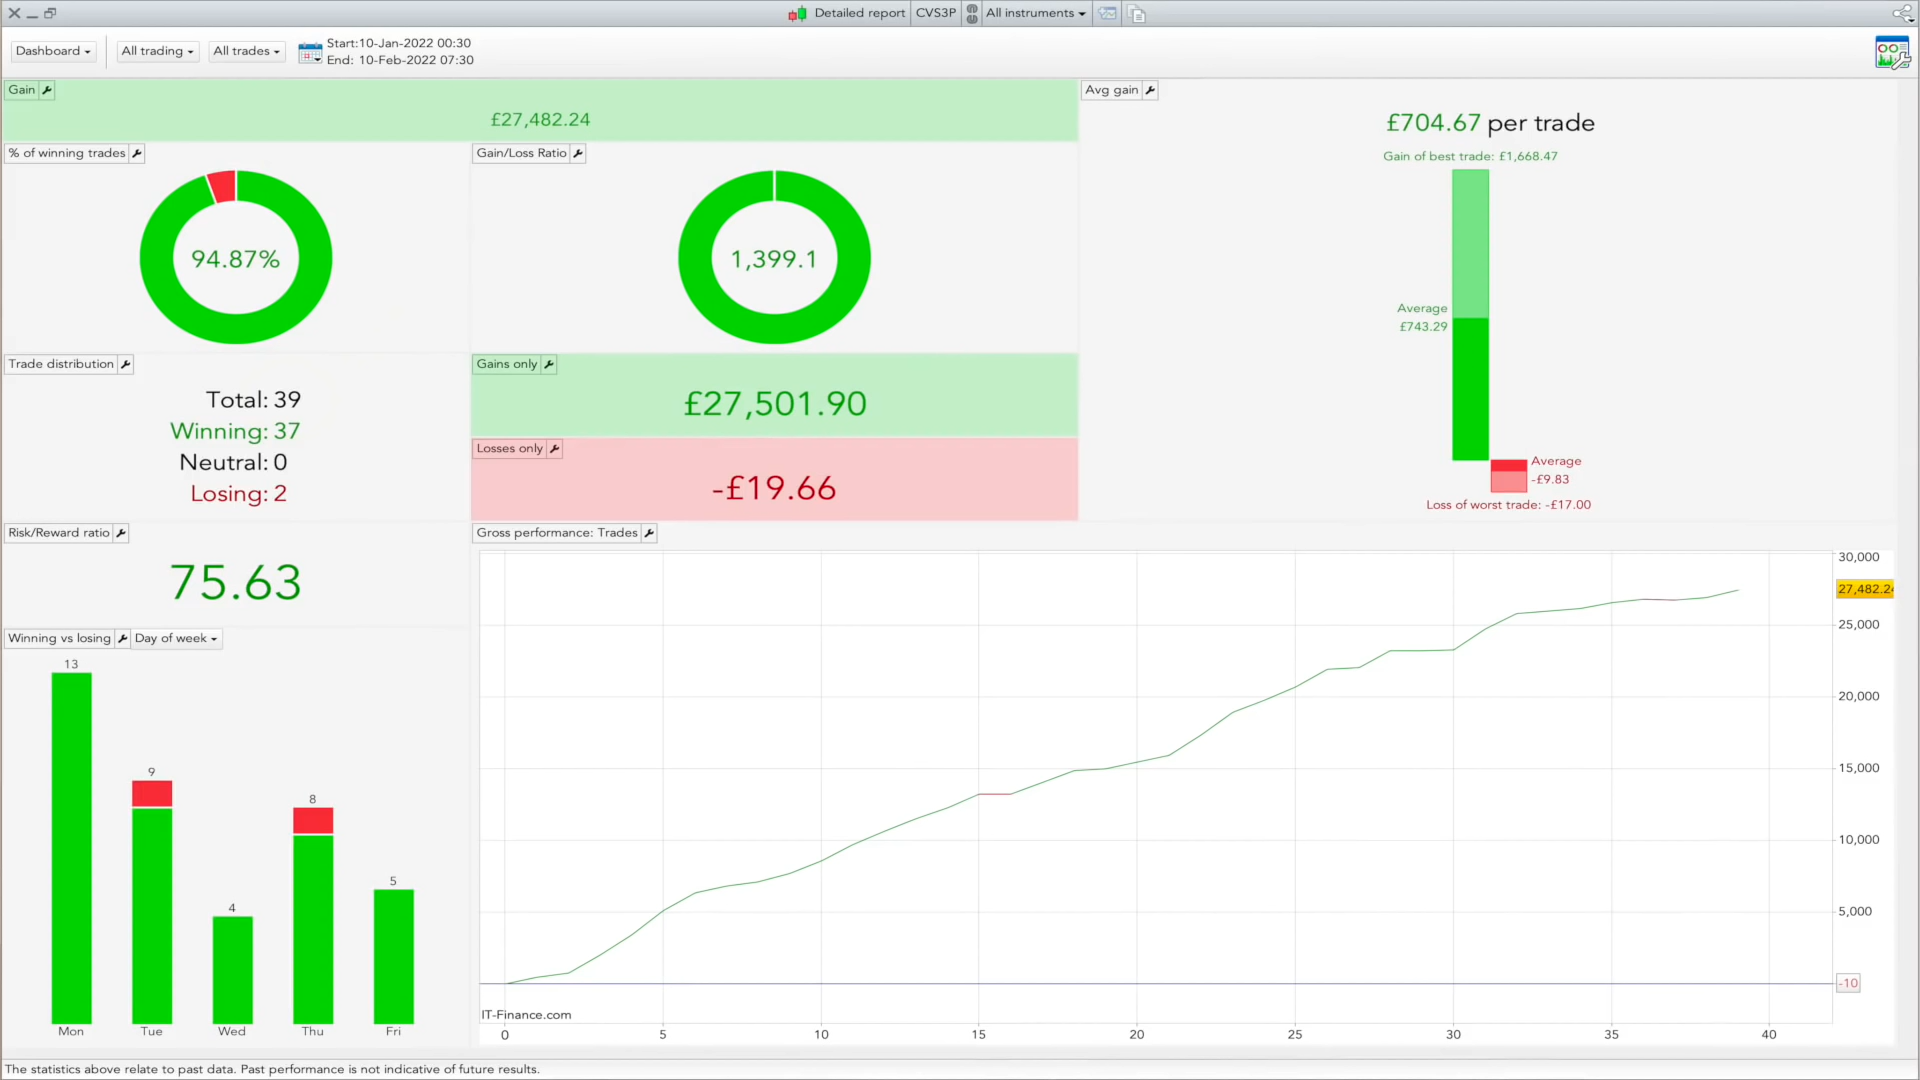 Detailed report CVS3P All instruments
Dashboard All trading All trades Start:10-Jan-2022 00:30
End: 10-Feb-2022 07:30
Gain
£27,482.24
% of winning trades
94.87%
Gain/Loss Ratio
1,399.1
Avg gain
£704.67 per trade
Gain of best trade: £1,668.47
Average
£743.29
Average
-£9.83
Loss of worst trade: -£17.00
Trade distribution
Total: 39
Winning: 37
Neutral: 0
Losing: 2
Gains only
£27,501.90
Losses only
-£19.66
Risk/Reward ratio
75.63
Winning vs losing Day of week
13
9
4
8
5
Mon Tue Wed Thu Fri
Gross performance: Trades
30,000
27,482.24
25,000
20,000
15,000
10,000
5,000
-10
IT-Finance.com
0 5 10 15 20 25 30 35 40
The statistics above relate to past data. Past performance is not indicative of future results.